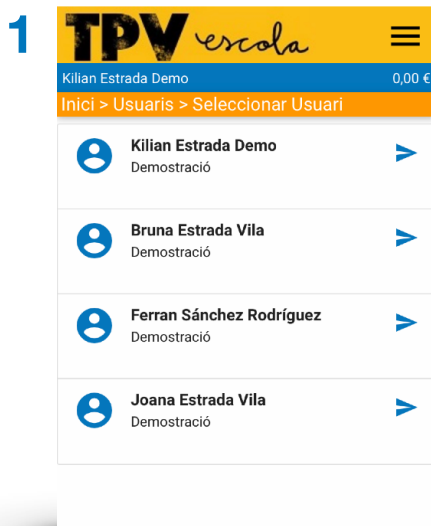 1
TPV escola
Kilian Estrada Demo 0,00 €
Inici > Usuaris > Seleccionar Usuari
Kilian Estrada Demo
Demostració
Bruna Estrada Vila
Demostració
Ferran Sánchez Rodríguez
Demostració
Joana Estrada Vila
Demostració